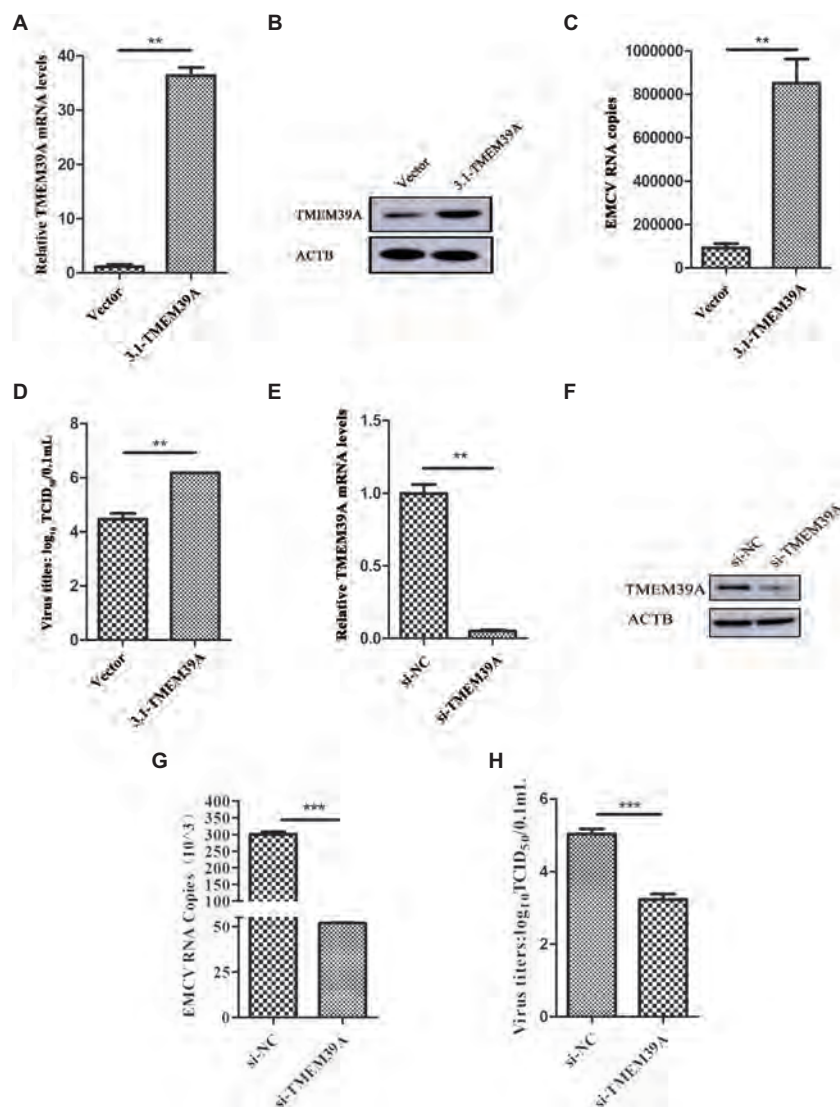 A
Relative TMEM39A mRNA levels
40
30
20
10
0
**
Vector
3.1-TMEM39A
B
Vector
3.1-TMEM39A
TMEM39A
ACTB
C
EMCV RNA copies
1000000
800000
600000
400000
200000
0
**
Vector
3.1-TMEM39A
D
Virus titles: log₁₀ TCID₅₀/0.1mL
8
6
4
2
0
**
Vector
3.1-TMEM39A
E
Relative TMEM39A mRNA levels
1.5
1.0
0.5
0.0
**
si-NC
si-TMEM39A
F
si-NC
si-TMEM39A
TMEM39A
ACTB
G
EMCV RNA Copies (10^3)
400
350
300
250
200
150
100
50
25
0
***
si-NC
si-TMEM39A
H
Virus titers:log₁₀TCID₅₀/0.1mL
6
4
2
0
***
si-NC
si-TMEM39A